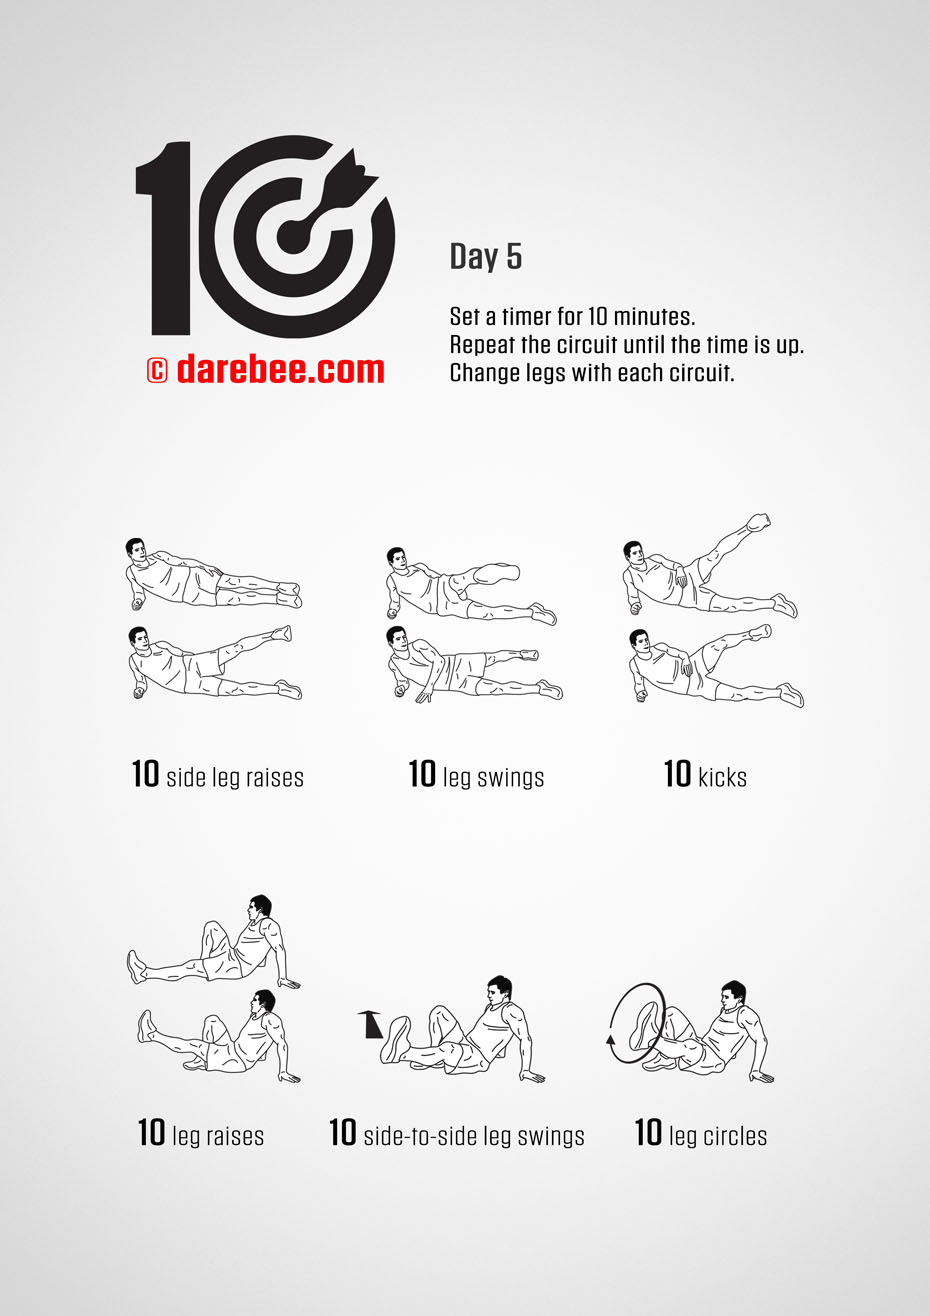 10
© darebee.com
Day 5
Set a timer for 10 minutes.
Repeat the circuit until the time is up.
Change legs with each circuit.
10 side leg raises
10 leg swings
10 kicks
10 leg raises
10 side-to-side leg swings
10 leg circles